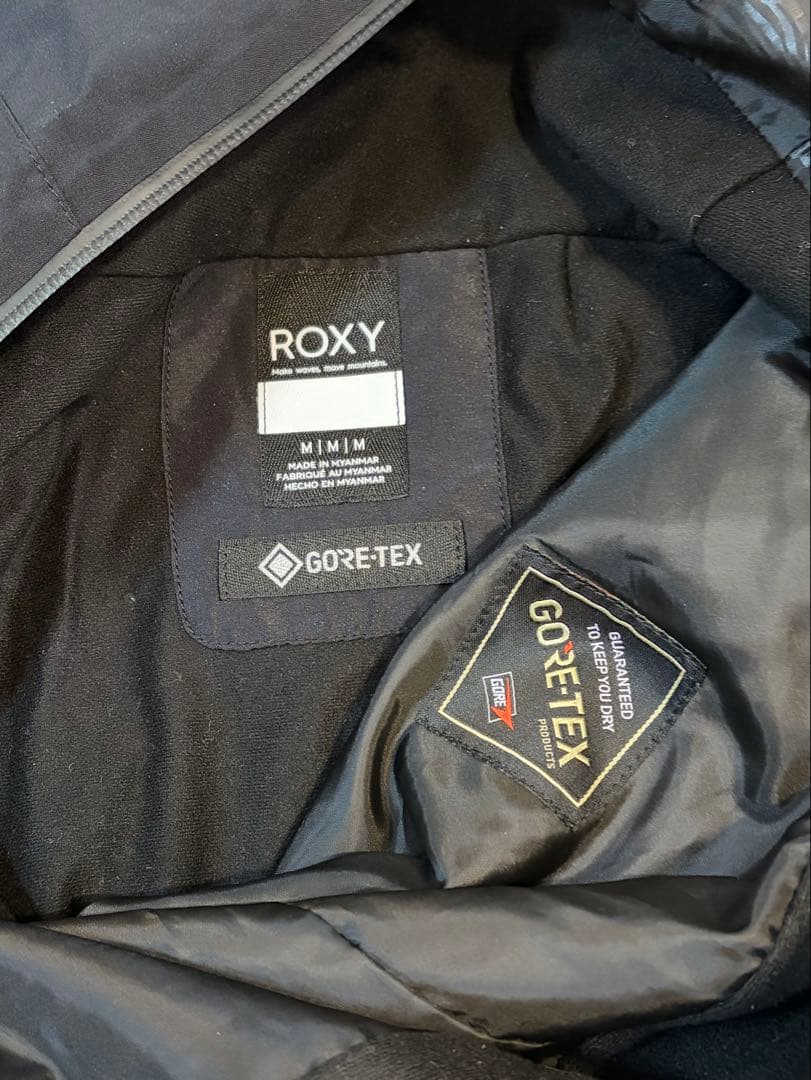 ROXY
Make waves, move mountains.
M|M|M
MADE IN MYANMAR
FABRIQUÉ AU MYANMAR
HECHO EN MYANMAR
GORE-TEX
GUARANTEED
TO KEEP YOU DRY
GORE-TEX
PRODUCTS
GORE